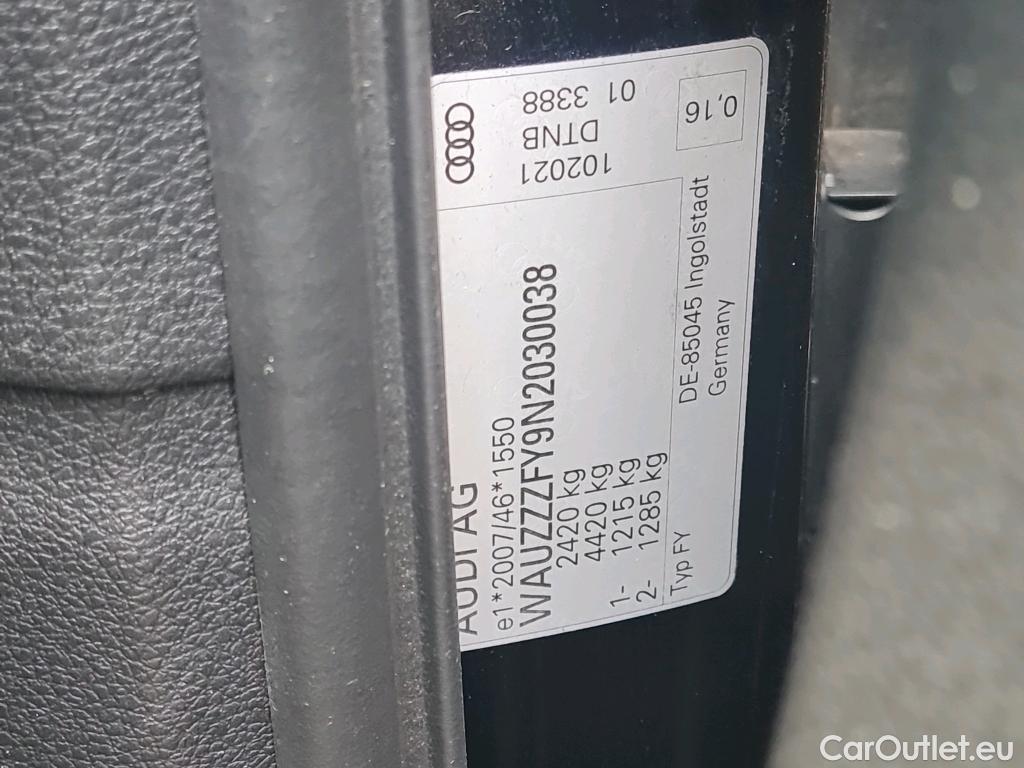 AUDI AG
e1*2007/46*1550
WAUZZZFY9N2030038
2420 kg
4420 kg
1- 1215 kg
2- 1285 kg
Typ FY
DE-85045 Ingolstadt
Germany
102021
DTNB
01 3388
0,16
CarOutlet.eu